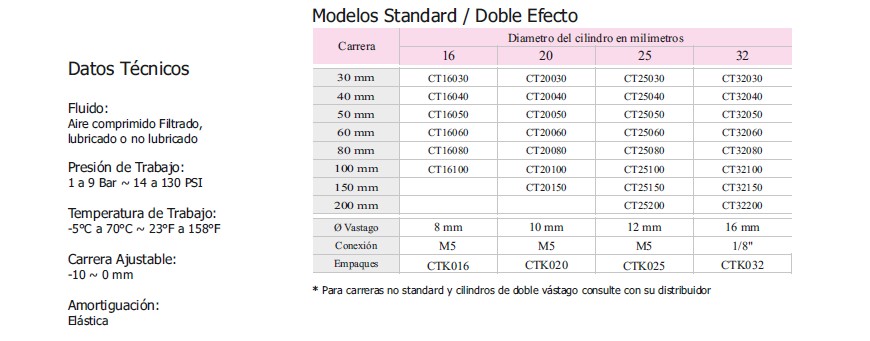 Modelos Standard / Doble Efecto
Carrera Diametro del cilindro en milimetros
16 20 25 32
30 mm CT16030 CT20030 CT25030 CT32030
40 mm CT16040 CT20040 CT25040 CT32040
50 mm CT16050 CT20050 CT25050 CT32050
60 mm CT16060 CT20060 CT25060 CT32060
80 mm CT16080 CT20080 CT25080 CT32080
100 mm CT16100 CT20100 CT25100 CT32100
150 mm CT20150 CT25150 CT32150
200 mm CT25200 CT32200
Ø Vastago 8 mm 10 mm 12 mm 16 mm
Conexión M5 M5 M5 1/8"
Empaques CTK016 CTK020 CTK025 CTK032
* Para carreras no standard y cilindros de doble vástago consulte con su distribuidor
Datos Técnicos
Fluido:
Aire comprimido Filtrado,
lubricado o no lubricado
Presión de Trabajo:
1 a 9 Bar ~ 14 a 130 PSI
Temperatura de Trabajo:
-5ºC a 70ºC ~ 23ºF a 158ºF
Carrera Ajustable:
-10 ~ 0 mm
Amortiguación:
Elástica